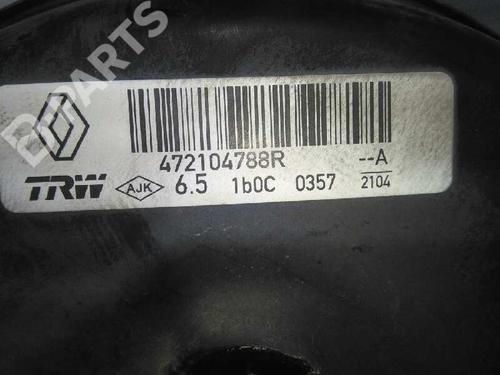 B-PARTS
472104788R --A
TRW AJK 6.5 1b0C 0357 2104